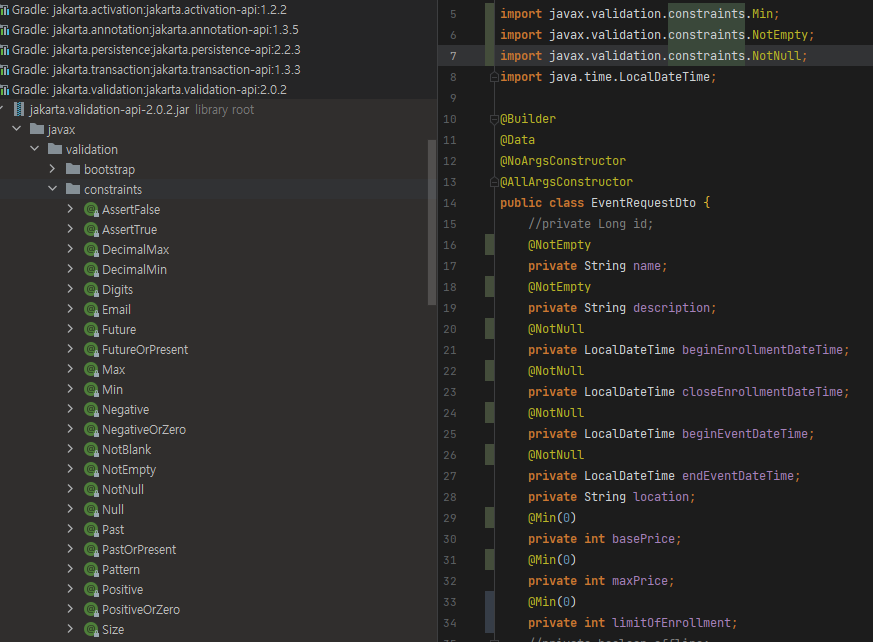 Gradle: jakarta.activation:jakarta.activation-api:1.2.2
Gradle: jakarta.annotation:jakarta.annotation-api:1.3.5
Gradle: jakarta.persistence:jakarta.persistence-api:2.2.3
Gradle: jakarta.transaction:jakarta.transaction-api:1.3.3
Gradle: jakarta.validation:jakarta.validation-api:2.0.2
jakarta.validation-api-2.0.2.jar library root
javax
validation
bootstrap
constraints
AssertFalse
AssertTrue
DecimalMax
DecimalMin
Digits
Email
Future
FutureOrPresent
Max
Min
Negative
NegativeOrZero
NotBlank
NotEmpty
NotNull
Null
Past
PastOrPresent
Pattern
Positive
PositiveOrZero
Size
5 import javax.validation.constraints.Min;
6 import javax.validation.constraints.NotEmpty;
7 import javax.validation.constraints.NotNull;
8 import java.time.LocalDateTime;
9
10 @Builder
11 @Data
12 @NoArgsConstructor
13 @AllArgsConstructor
14 public class EventRequestDto {
15 //private Long id;
16 @NotEmpty
17 private String name;
18 @NotEmpty
19 private String description;
20 @NotNull
21 private LocalDateTime beginEnrollmentDateTime;
22 @NotNull
23 private LocalDateTime closeEnrollmentDateTime;
24 @NotNull
25 private LocalDateTime beginEventDateTime;
26 @NotNull
27 private LocalDateTime endEventDateTime;
28 private String location;
29 @Min(0)
30 private int basePrice;
31 @Min(0)
32 private int maxPrice;
33 @Min(0)
34 private int limitOfEnrollment;